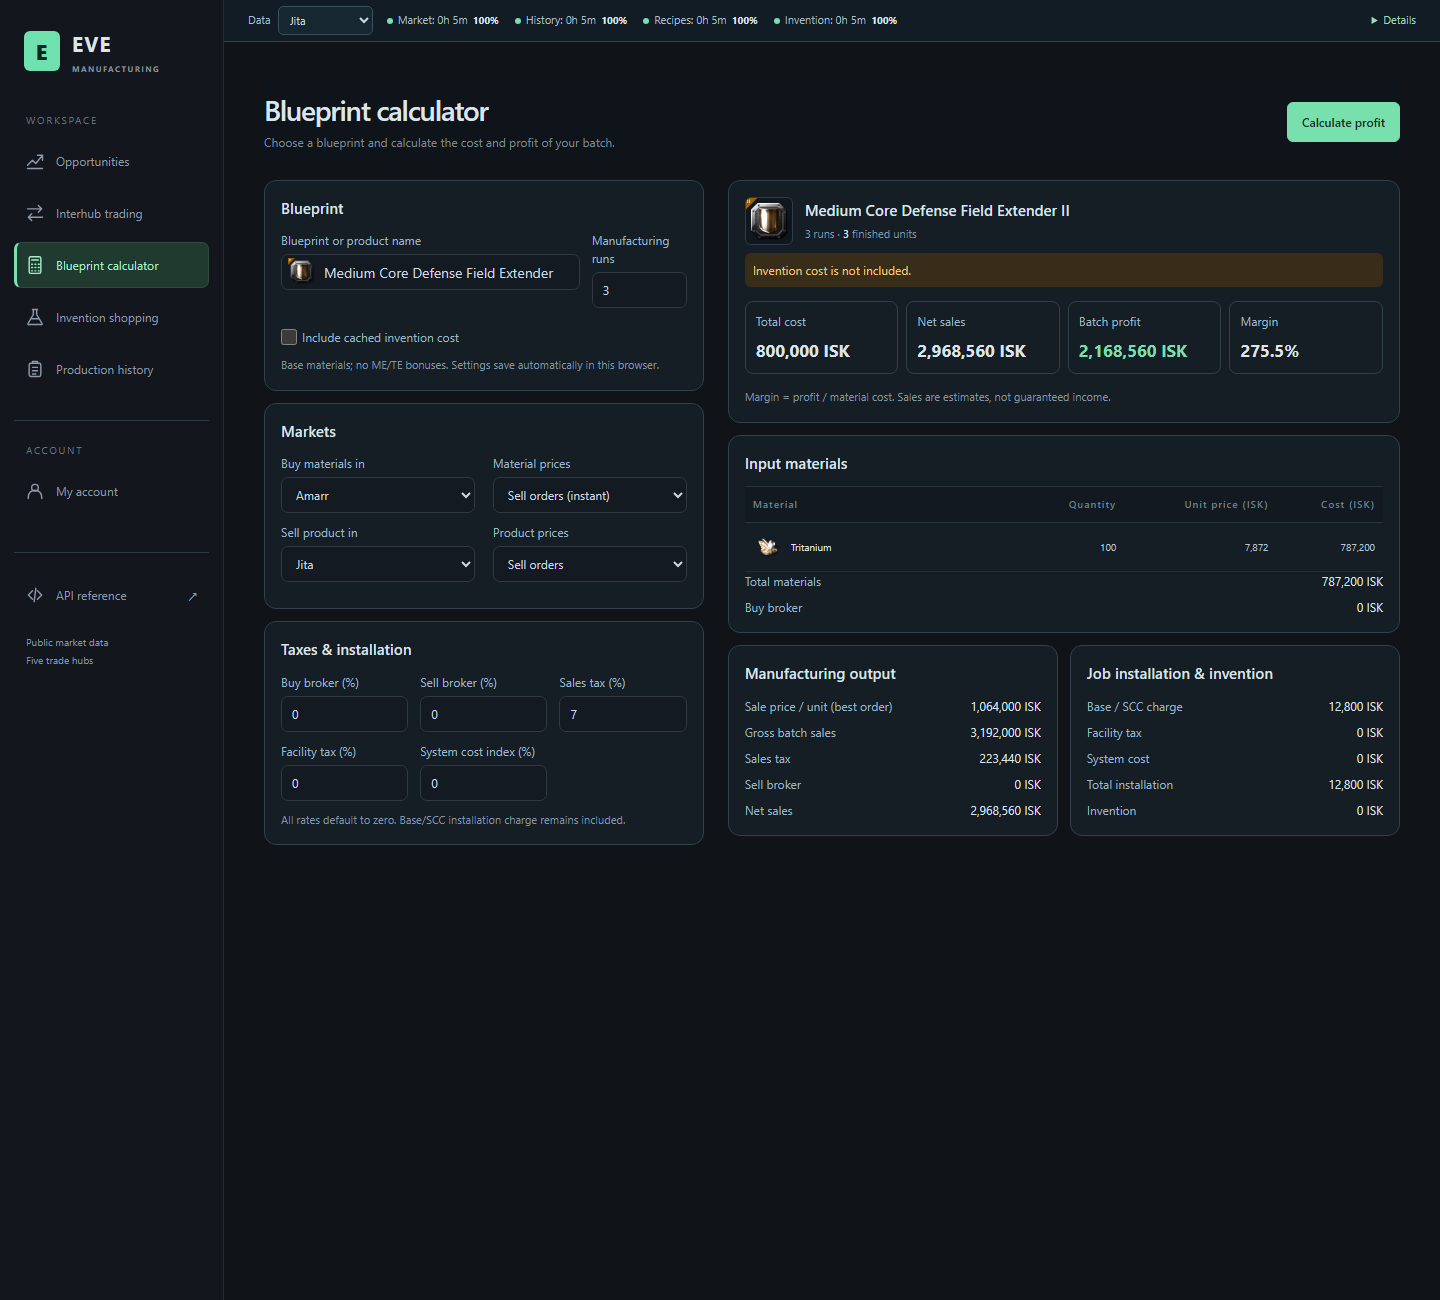 E
EVE
MANUFACTURING
WORKSPACE
Opportunities
Interhub trading
Blueprint calculator
Invention shopping
Production history
ACCOUNT
My account
API reference ↗
Public market data
Five trade hubs
Data Jita Market: 0h 5m 100% History: 0h 5m 100% Recipes: 0h 5m 100% Invention: 0h 5m 100% ▶ Details
Blueprint calculator
Choose a blueprint and calculate the cost and profit of your batch.
Calculate profit
Blueprint
Blueprint or product name
Medium Core Defense Field Extender
Manufacturing
runs
3
Include cached invention cost
Base materials; no ME/TE bonuses. Settings save automatically in this browser.
Markets
Buy materials in Material prices
Amarr Sell orders (instant)
Sell product in Product prices
Jita Sell orders
Taxes & installation
Buy broker (%) Sell broker (%) Sales tax (%)
0 0 7
Facility tax (%) System cost index (%)
0 0
All rates default to zero. Base/SCC installation charge remains included.
Medium Core Defense Field Extender II
3 runs · 3 finished units
Invention cost is not included.
Total cost Net sales Batch profit Margin
800,000 ISK 2,968,560 ISK 2,168,560 ISK 275.5%
Margin = profit / material cost. Sales are estimates, not guaranteed income.
Input materials
Material Quantity Unit price (ISK) Cost (ISK)
Tritanium 100 7,872 787,200
Total materials 787,200 ISK
Buy broker 0 ISK
Manufacturing output
Sale price / unit (best order) 1,064,000 ISK
Gross batch sales 3,192,000 ISK
Sales tax 223,440 ISK
Sell broker 0 ISK
Net sales 2,968,560 ISK
Job installation & invention
Base / SCC charge 12,800 ISK
Facility tax 0 ISK
System cost 0 ISK
Total installation 12,800 ISK
Invention 0 ISK